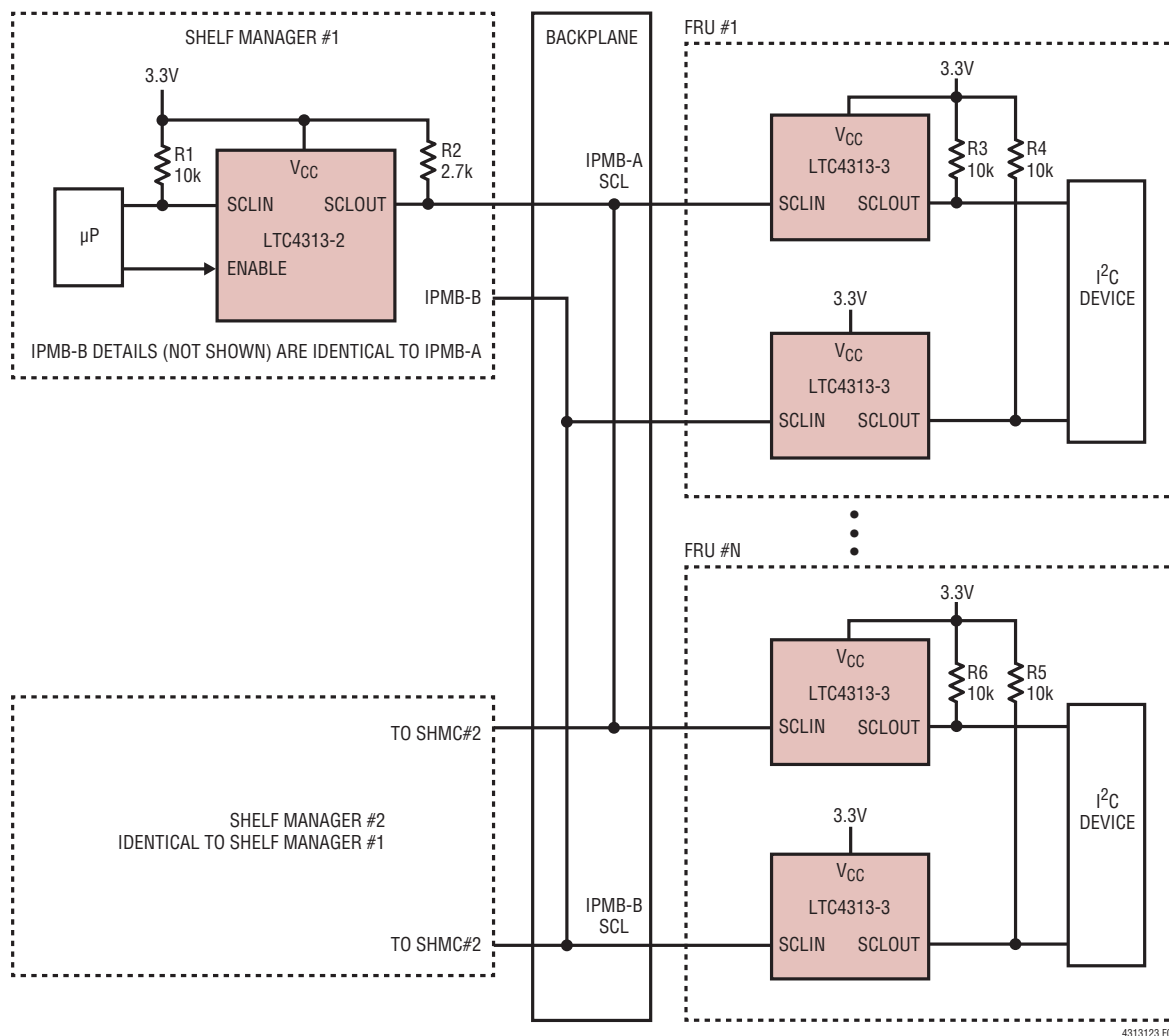 SHELF MANAGER #1
3.3V
R1
10k
VCC
R2
2.7k
SCLIN SCLOUT
LTC4313-2
ENABLE
µP
IPMB-B
IPMB-B DETAILS (NOT SHOWN) ARE IDENTICAL TO IPMB-A
BACKPLANE
IPMB-A
SCL
FRU #1
3.3V
VCC
LTC4313-3
SCLIN SCLOUT
R3
10k
R4
10k
I2C
DEVICE
3.3V
VCC
LTC4313-3
SCLIN SCLOUT
FRU #N
3.3V
VCC
LTC4313-3
SCLIN SCLOUT
R6
10k
R5
10k
I2C
DEVICE
3.3V
VCC
LTC4313-3
SCLIN SCLOUT
TO SHMC#2
SHELF MANAGER #2
IDENTICAL TO SHELF MANAGER #1
TO SHMC#2
IPMB-B
SCL